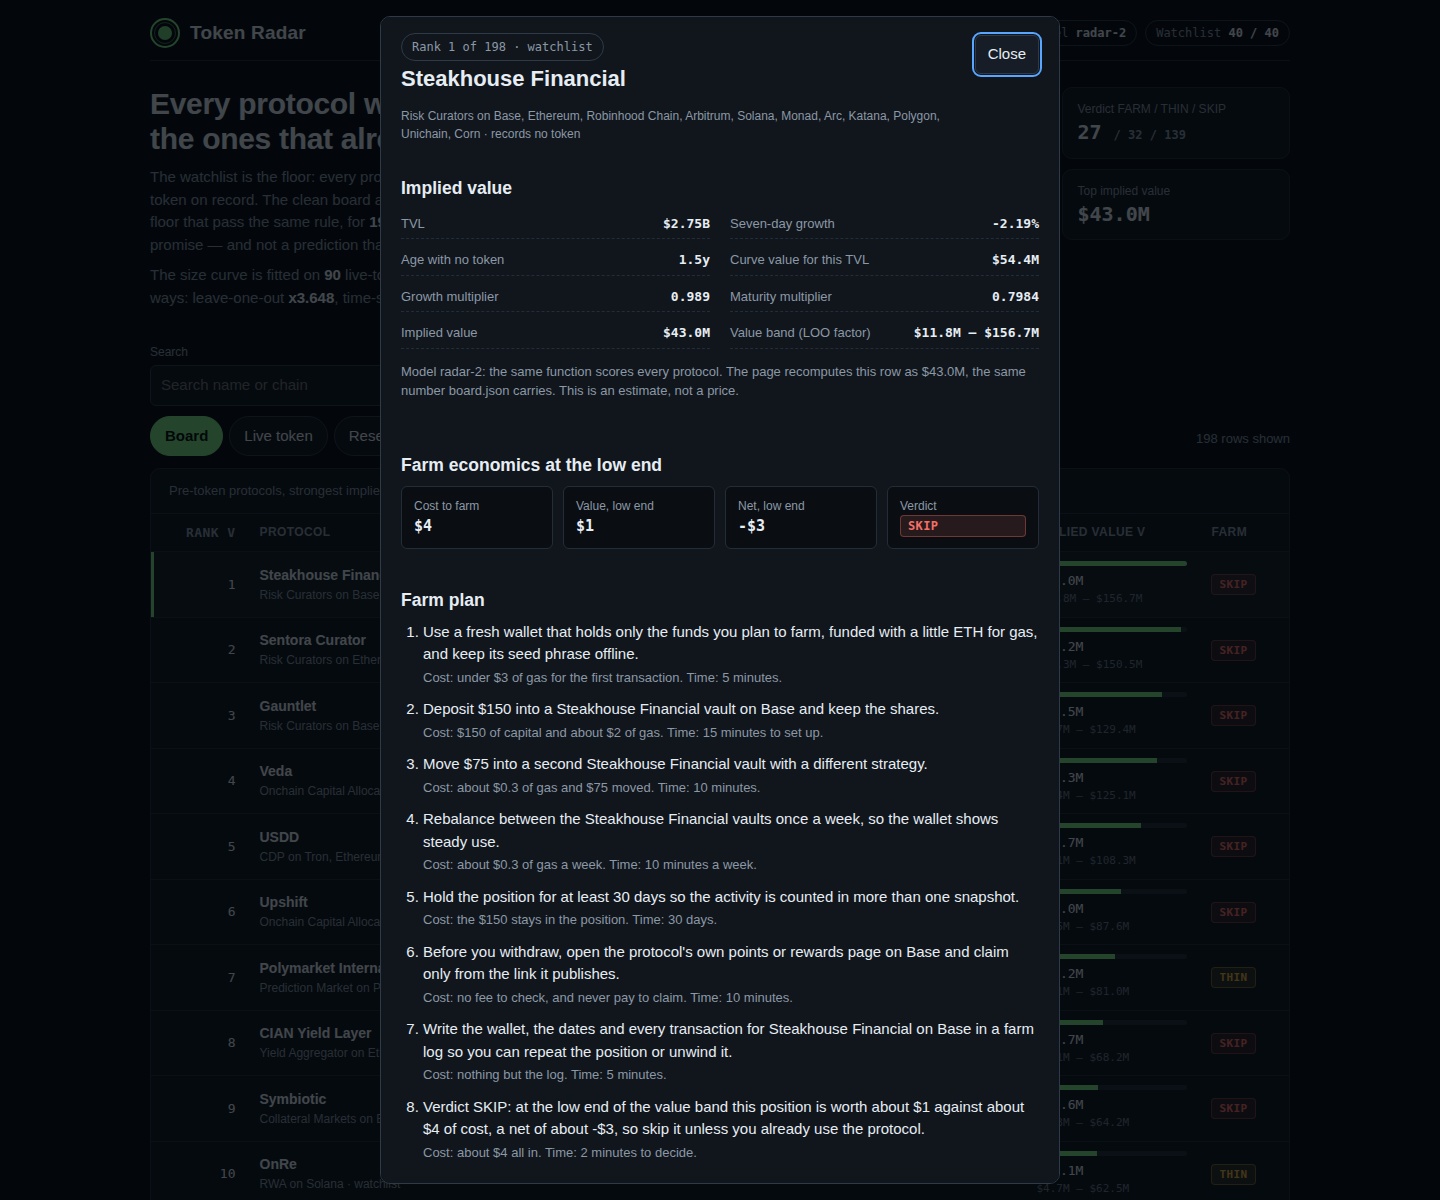 Token Radar
radar-2
Watchlist 40 / 40
Rank 1 of 198 · watchlist
Close
Steakhouse Financial
Risk Curators on Base, Ethereum, Robinhood Chain, Arbitrum, Solana, Monad, Arc, Katana, Polygon,
Unichain, Corn · records no token
Every protocol
the ones that
Verdict FARM / THIN / SKIP
27 / 32 / 139
The watchlist is the floor: every
token on record. The clean board
floor that pass the same rule, for
promise — and not a prediction
Top implied value
$43.0M
The size curve is fitted on 90
ways: leave-one-out x3.648,
Implied value
TVL $2.75B
Seven-day growth -2.19%
Age with no token 1.5y
Curve value for this TVL $54.4M
Growth multiplier 0.989
Maturity multiplier 0.7984
Implied value $43.0M
Value band (LOO factor) $11.8M — $156.7M
Model radar-2: the same function scores every protocol. The page recomputes this row as $43.0M, the same
number board.json carries. This is an estimate, not a price.
Search
Search name or chain
Board
Live token
198 rows shown
Farm economics at the low end
Cost to farm
$4
Value, low end
$1
Net, low end
-$3
Verdict
SKIP
Pre-token protocols, strongest
RANK V PROTOCOL VALUE V FARM
1 Steakhouse
Risk Curators on Base
— $156.7M
SKIP
2 Sentora Curator
Risk Curators on
— $150.5M
SKIP
3 Gauntlet
Risk Curators on Base
— $129.4M
SKIP
4 Veda
Onchain Capital
— $125.1M
SKIP
5 USDD
CDP on Tron,
— $108.3M
SKIP
6 Upshift
Onchain Capital
— $87.6M
SKIP
7 Polymarket
Prediction Market on
— $81.0M
THIN
8 CIAN Yield Layer
Yield Aggregator on
— $68.2M
SKIP
9 Symbiotic
Collateral Markets on
— $64.2M
SKIP
10 OnRe
RWA on Solana · watchlist
$4.7M — $62.5M
THIN
Farm plan
1. Use a fresh wallet that holds only the funds you plan to farm, funded with a little ETH for gas,
and keep its seed phrase offline.
Cost: under $3 of gas for the first transaction. Time: 5 minutes.
2. Deposit $150 into a Steakhouse Financial vault on Base and keep the shares.
Cost: $150 of capital and about $2 of gas. Time: 15 minutes to set up.
3. Move $75 into a second Steakhouse Financial vault with a different strategy.
Cost: about $0.3 of gas and $75 moved. Time: 10 minutes.
4. Rebalance between the Steakhouse Financial vaults once a week, so the wallet shows
steady use.
Cost: about $0.3 of gas a week. Time: 10 minutes a week.
5. Hold the position for at least 30 days so the activity is counted in more than one snapshot.
Cost: the $150 stays in the position. Time: 30 days.
6. Before you withdraw, open the protocol's own points or rewards page on Base and claim
only from the link it publishes.
Cost: no fee to check, and never pay to claim. Time: 10 minutes.
7. Write the wallet, the dates and every transaction for Steakhouse Financial on Base in a farm
log so you can repeat the position or unwind it.
Cost: nothing but the log. Time: 5 minutes.
8. Verdict SKIP: at the low end of the value band this position is worth about $1 against about
$4 of cost, a net of about -$3, so skip it unless you already use the protocol.
Cost: about $4 all in. Time: 2 minutes to decide.